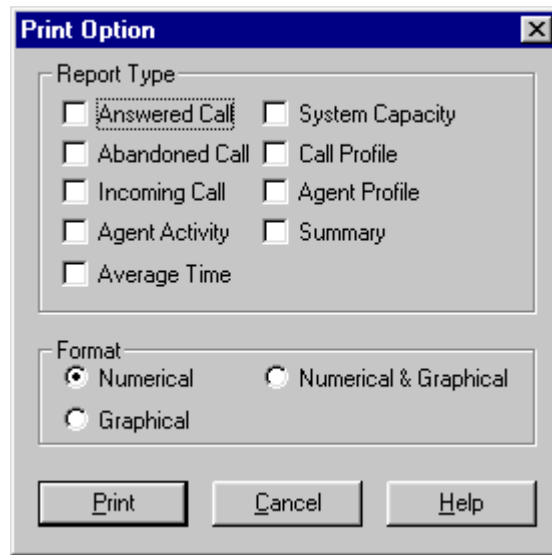 Print Option
Report Type
Answered Call System Capacity
Abandoned Call Call Profile
Incoming Call Agent Profile
Agent Activity Summary
Average Time
Format
Numerical Numerical & Graphical
Graphical
Print Cancel Help